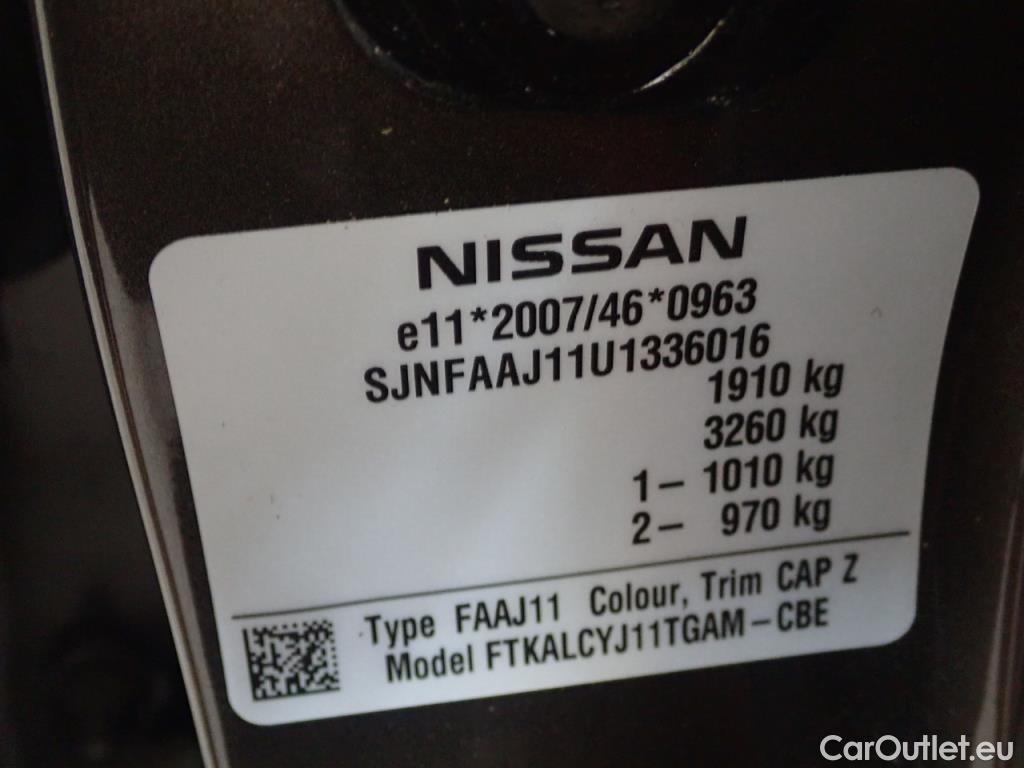 NISSAN
e11*2007/46*0963
SJNFAAJ11U1336016
1910 kg
3260 kg
1– 1010 kg
2– 970 kg
Type FAAJ11 Colour, Trim CAP Z
Model FTKALCYJ11TGAM–CBE
CarOutlet.eu